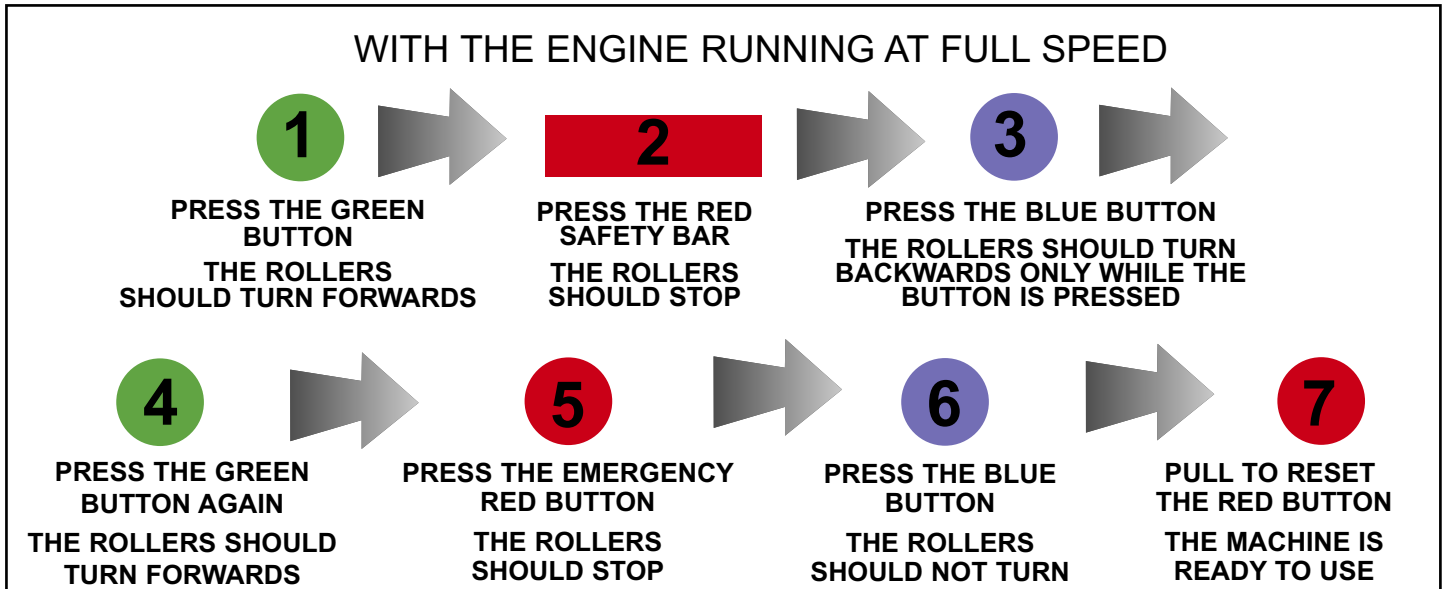 WITH THE ENGINE RUNNING AT FULL SPEED
1
PRESS THE GREEN
BUTTON
THE ROLLERS
SHOULD TURN FORWARDS
2
PRESS THE RED
SAFETY BAR
THE ROLLERS
SHOULD STOP
3
PRESS THE BLUE BUTTON
THE ROLLERS SHOULD TURN
BACKWARDS ONLY WHILE THE
BUTTON IS PRESSED
4
PRESS THE GREEN
BUTTON AGAIN
THE ROLLERS SHOULD
TURN FORWARDS
5
PRESS THE EMERGENCY
RED BUTTON
THE ROLLERS
SHOULD STOP
6
PRESS THE BLUE
BUTTON
THE ROLLERS
SHOULD NOT TURN
7
PULL TO RESET
THE RED BUTTON
THE MACHINE IS
READY TO USE